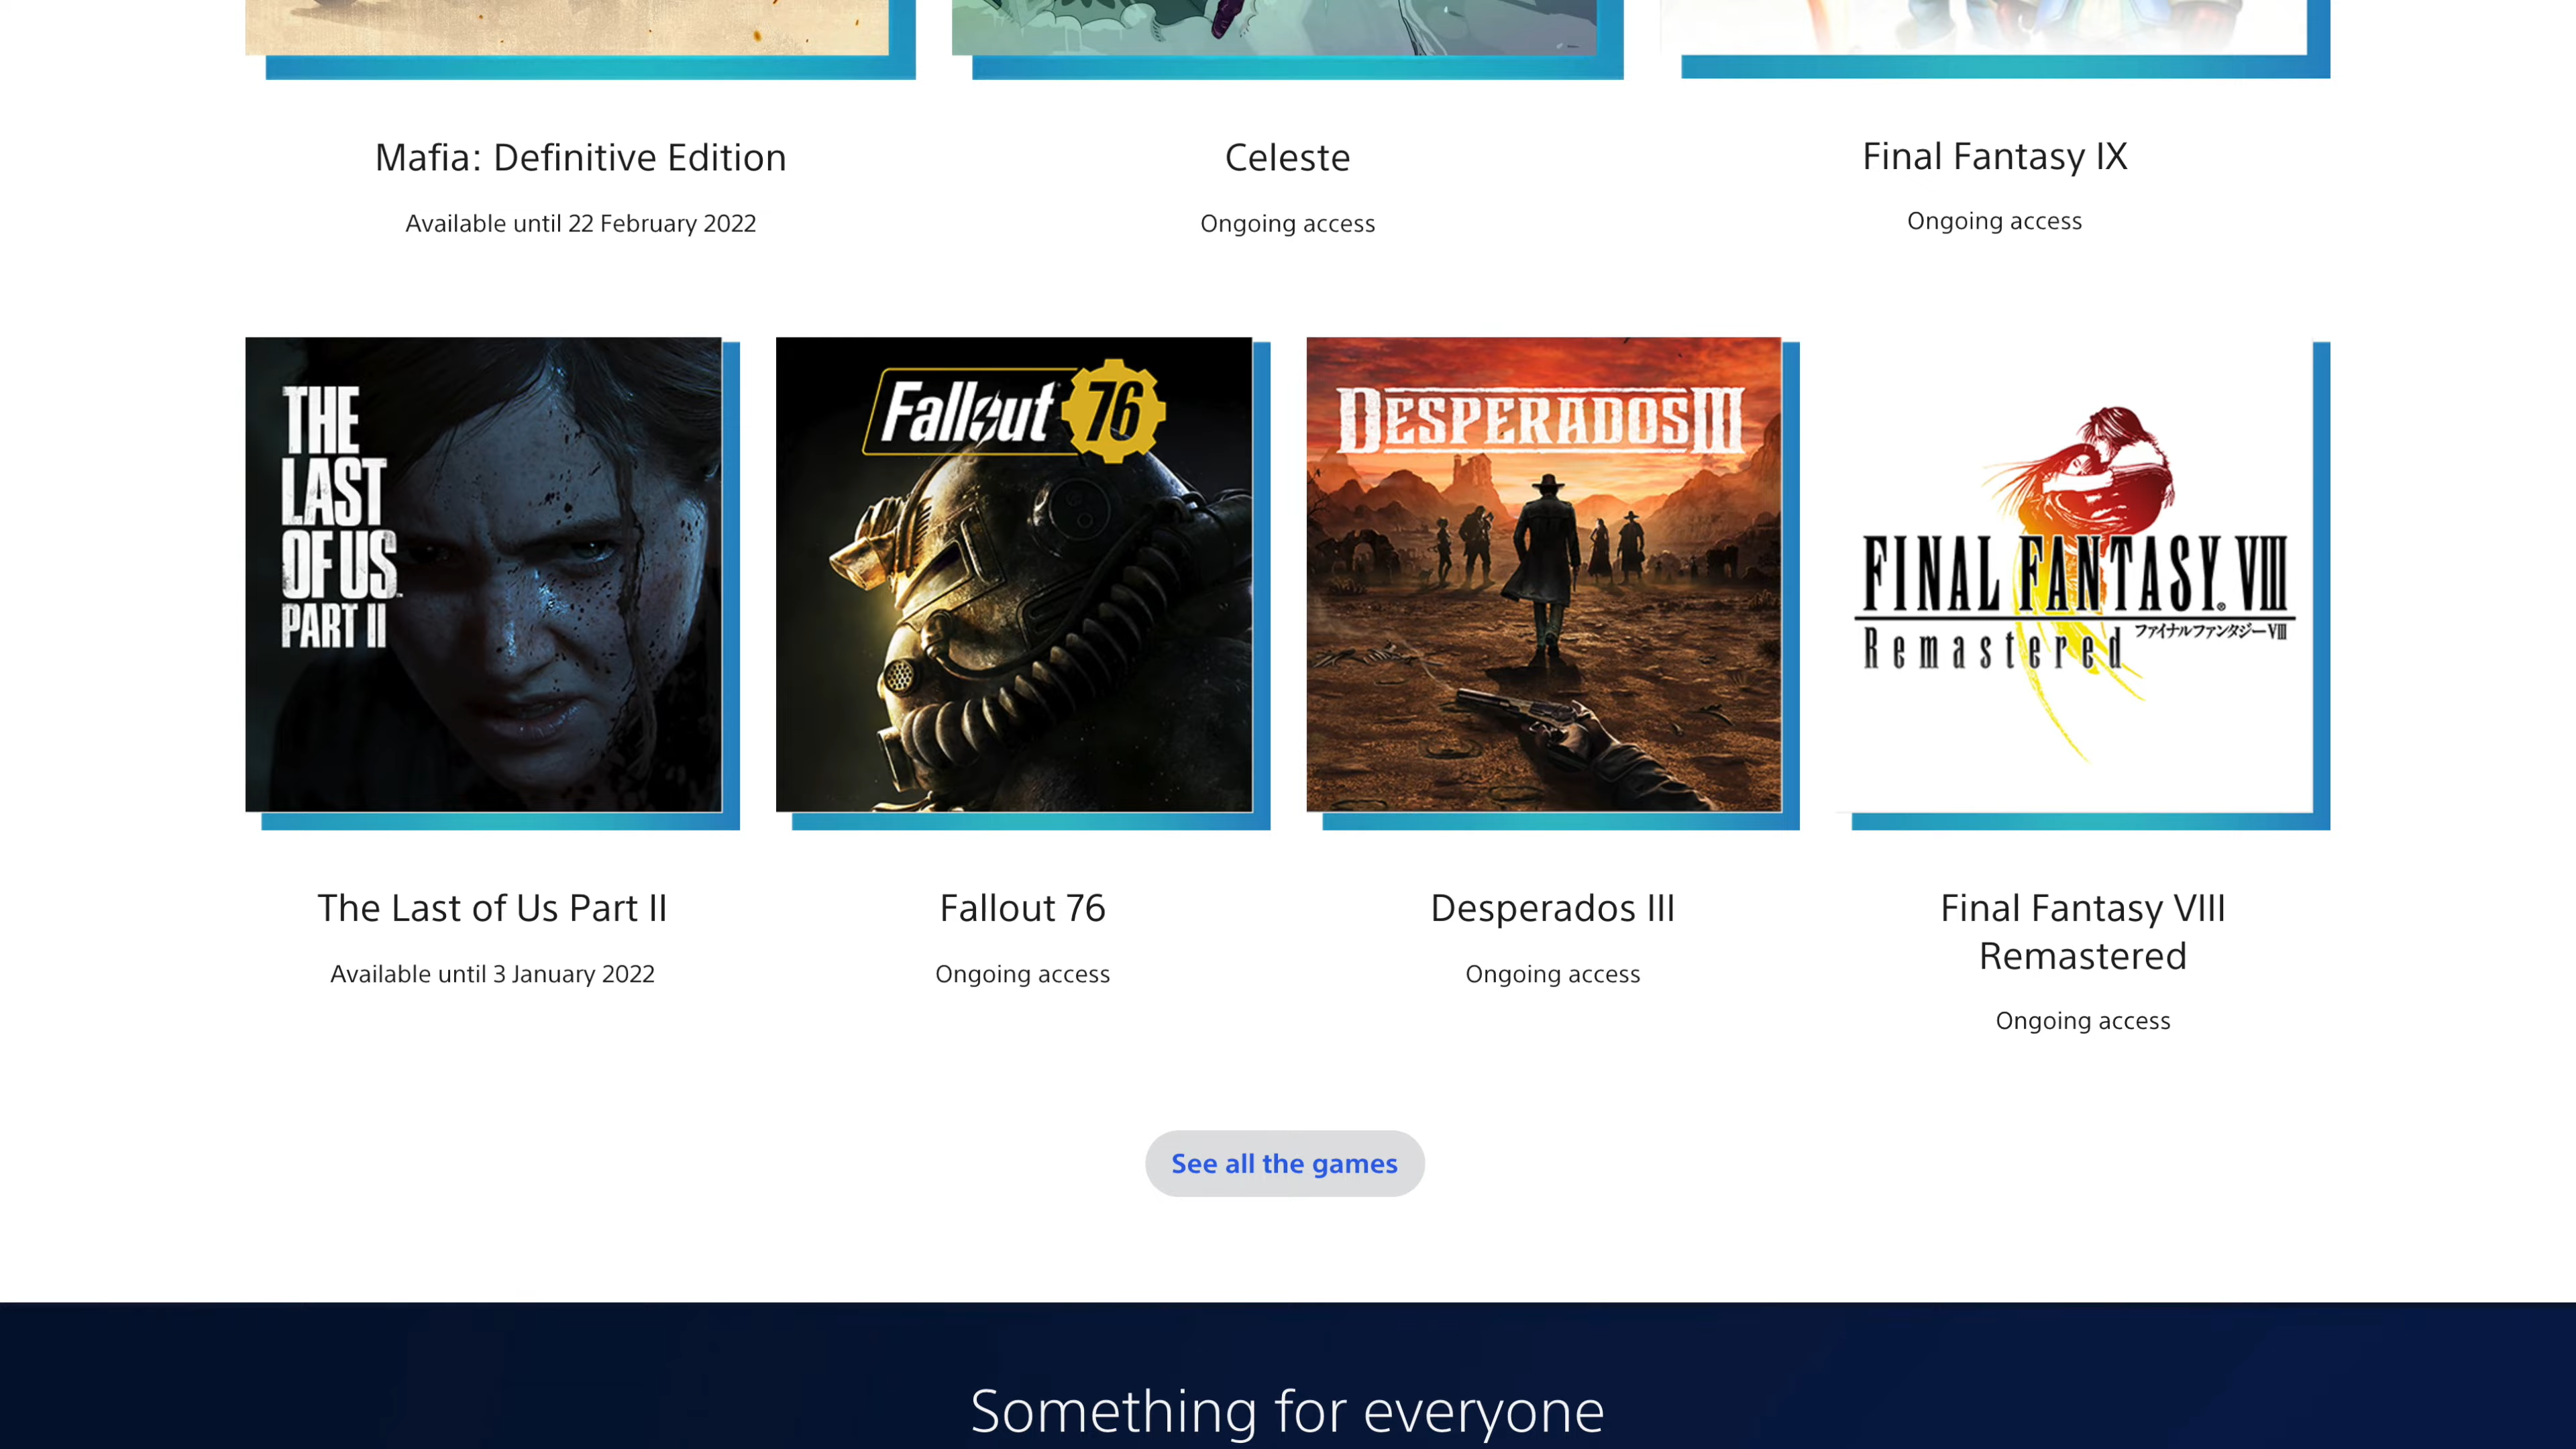 Mafia: Definitive Edition
Available until 22 February 2022
Celeste
Ongoing access
Final Fantasy IX
Ongoing access
THE
LAST
OF US
PART II
Fallout 76
DESPERADOS III
FINAL FANTASY VIII
ファイナルファンタジーVIII
Remastered
The Last of Us Part II
Available until 3 January 2022
Fallout 76
Ongoing access
Desperados III
Ongoing access
Final Fantasy VIII
Remastered
Ongoing access
See all the games
Something for everyone